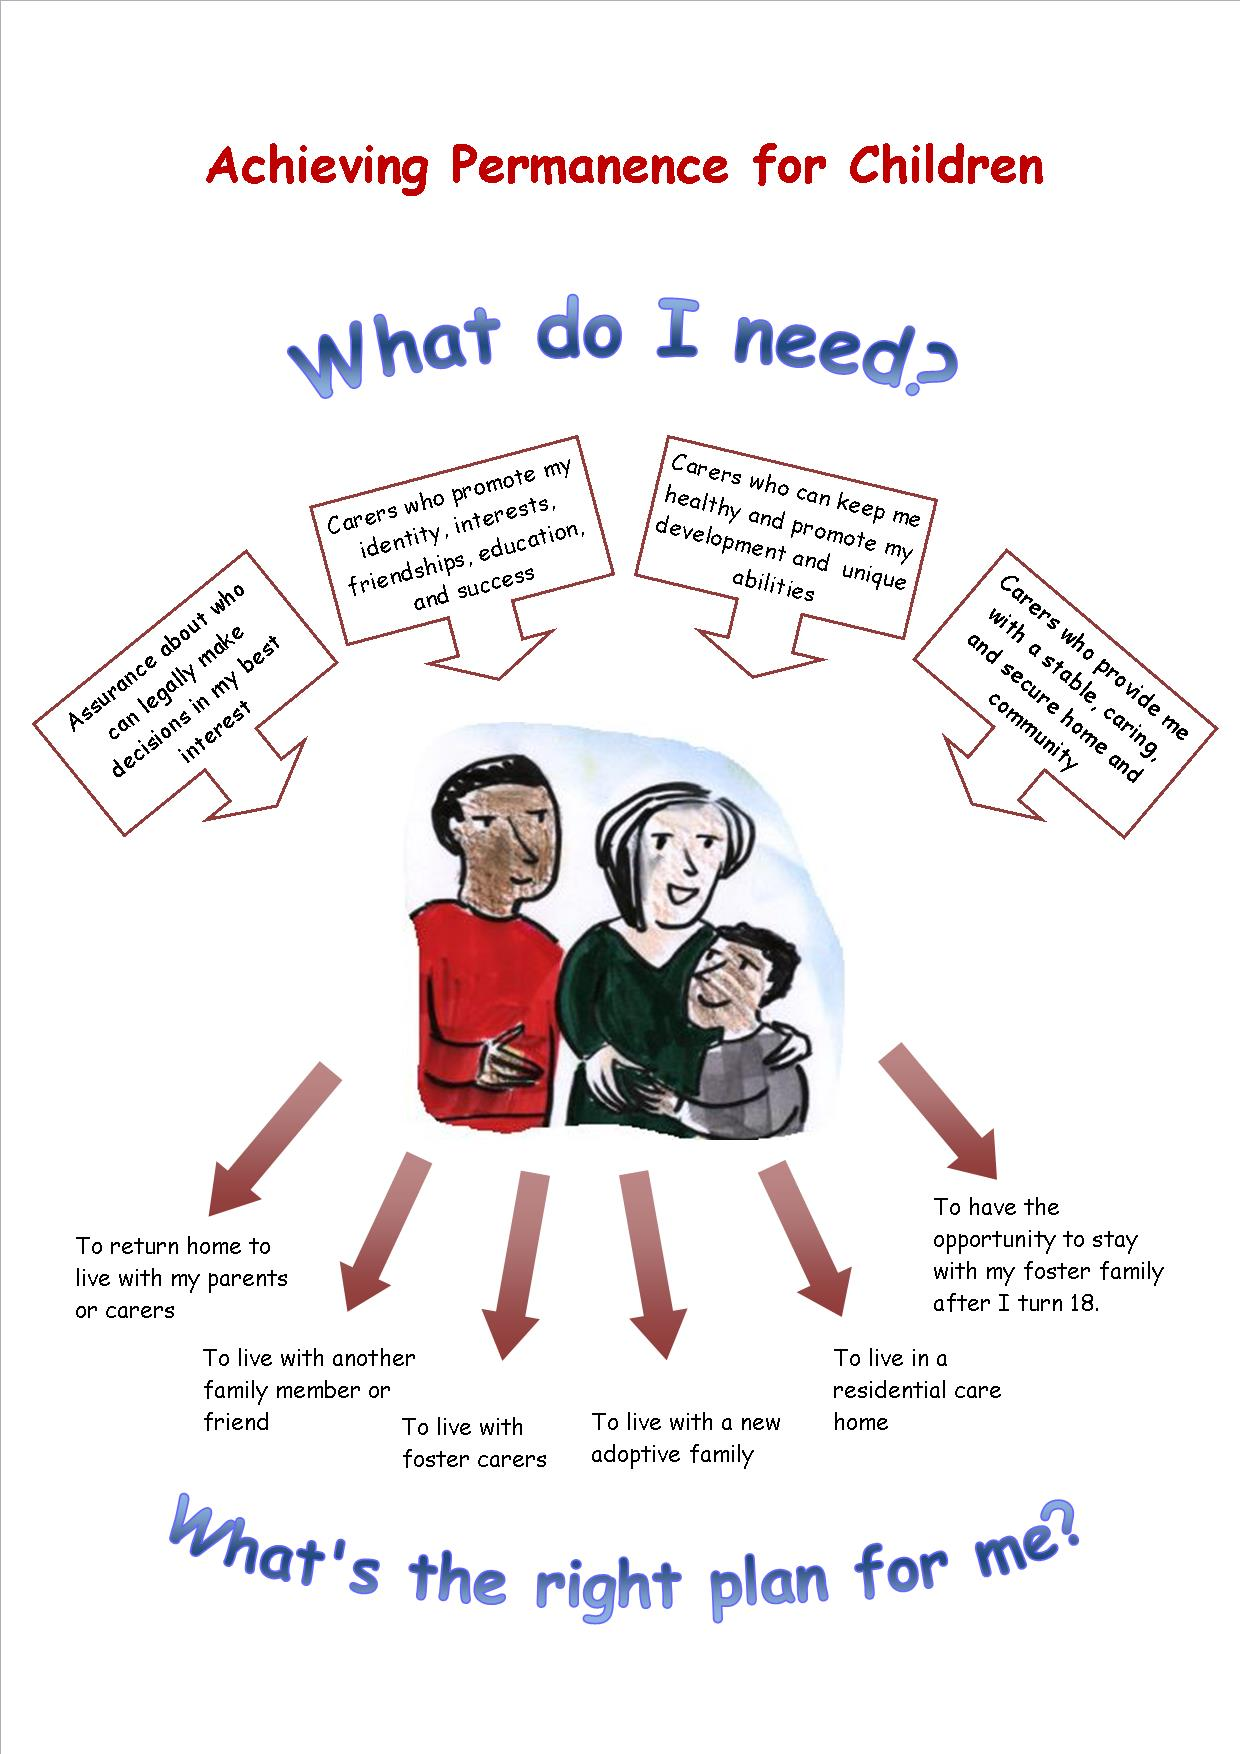 Achieving Permanence for Children
What do I need?
Assurance about who
can legally make
decisions in my best
interest
Carers who promote my
identity, interests,
friendships, education,
and success
Carers who can keep me
healthy and promote my
development and unique
abilities
Carers who provide me
with a stable, caring,
and secure home and
community
To return home to
live with my parents
or carers
To live with another
family member or
friend
To live with
foster carers
To live with a new
adoptive family
To live in a
residential care
home
To have the
opportunity to stay
with my foster family
after I turn 18.
What's the right plan for me?